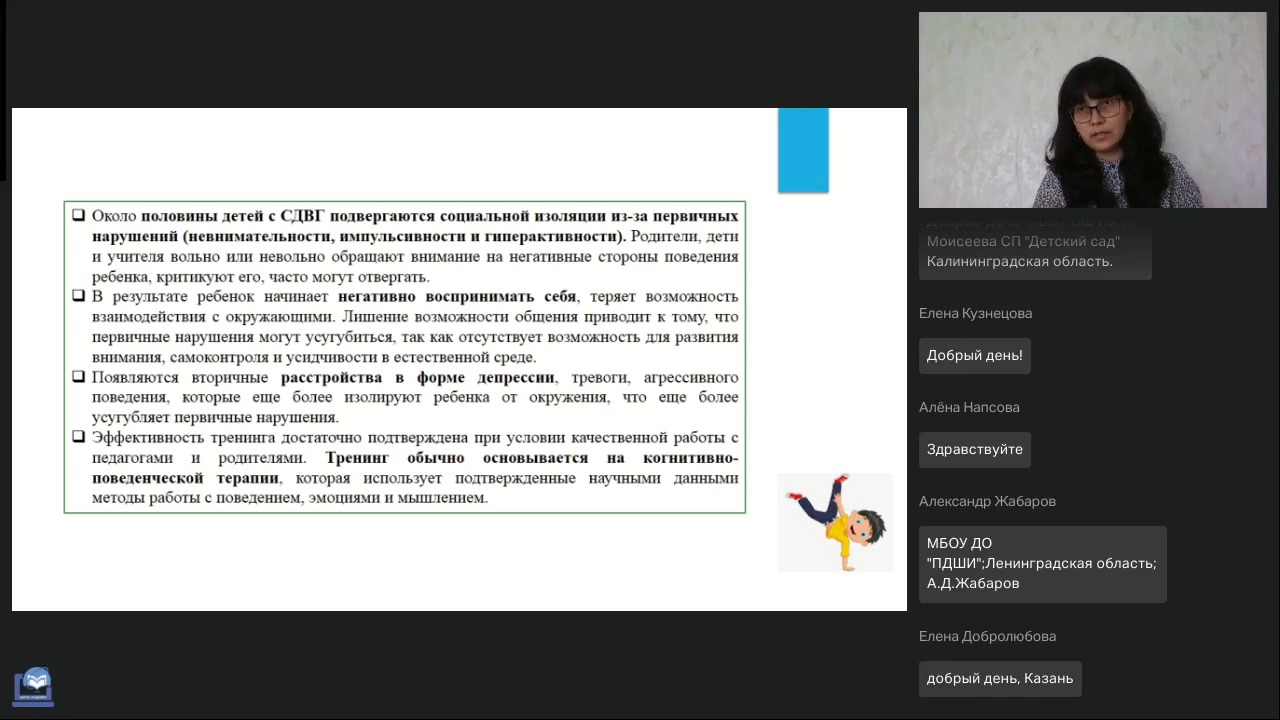 ❑ Около половины детей с СДВГ подвергаются социальной изоляции из-за первичных
нарушений (невнимательности, импульсивности и гиперактивности). Родители, дети
и учителя вольно или невольно обращают внимание на негативные стороны поведения
ребенка, критикуют его, часто могут отвергать.
❑ В результате ребенок начинает негативно воспринимать себя, теряет возможность
взаимодействия с окружающими. Лишение возможности общения приводит к тому, что
первичные нарушения могут усугубиться, так как отсутствует возможность для развития
внимания, самоконтроля и усидчивости в естественной среде.
❑ Появляются вторичные расстройства в форме депрессии, тревоги, агрессивного
поведения, которые еще более изолируют ребенка от окружения, что еще более
усугубляет первичные нарушения.
❑ Эффективность тренинга достаточно подтверждена при условии качественной работы с
педагогами и родителями. Тренинг обычно основывается на когнитивно-
поведенческой терапии, которая использует подтвержденные научными данными
методы работы с поведением, эмоциями и мышлением.
Моисеева СП "Детский сад"
Калининградская область.
Елена Кузнецова
Добрый день!
Алёна Напсова
Здравствуйте
Александр Жабаров
МБОУ ДО
"ПДШИ";Ленинградская область;
А.Д.Жабаров
Елена Добролюбова
добрый день, Казань